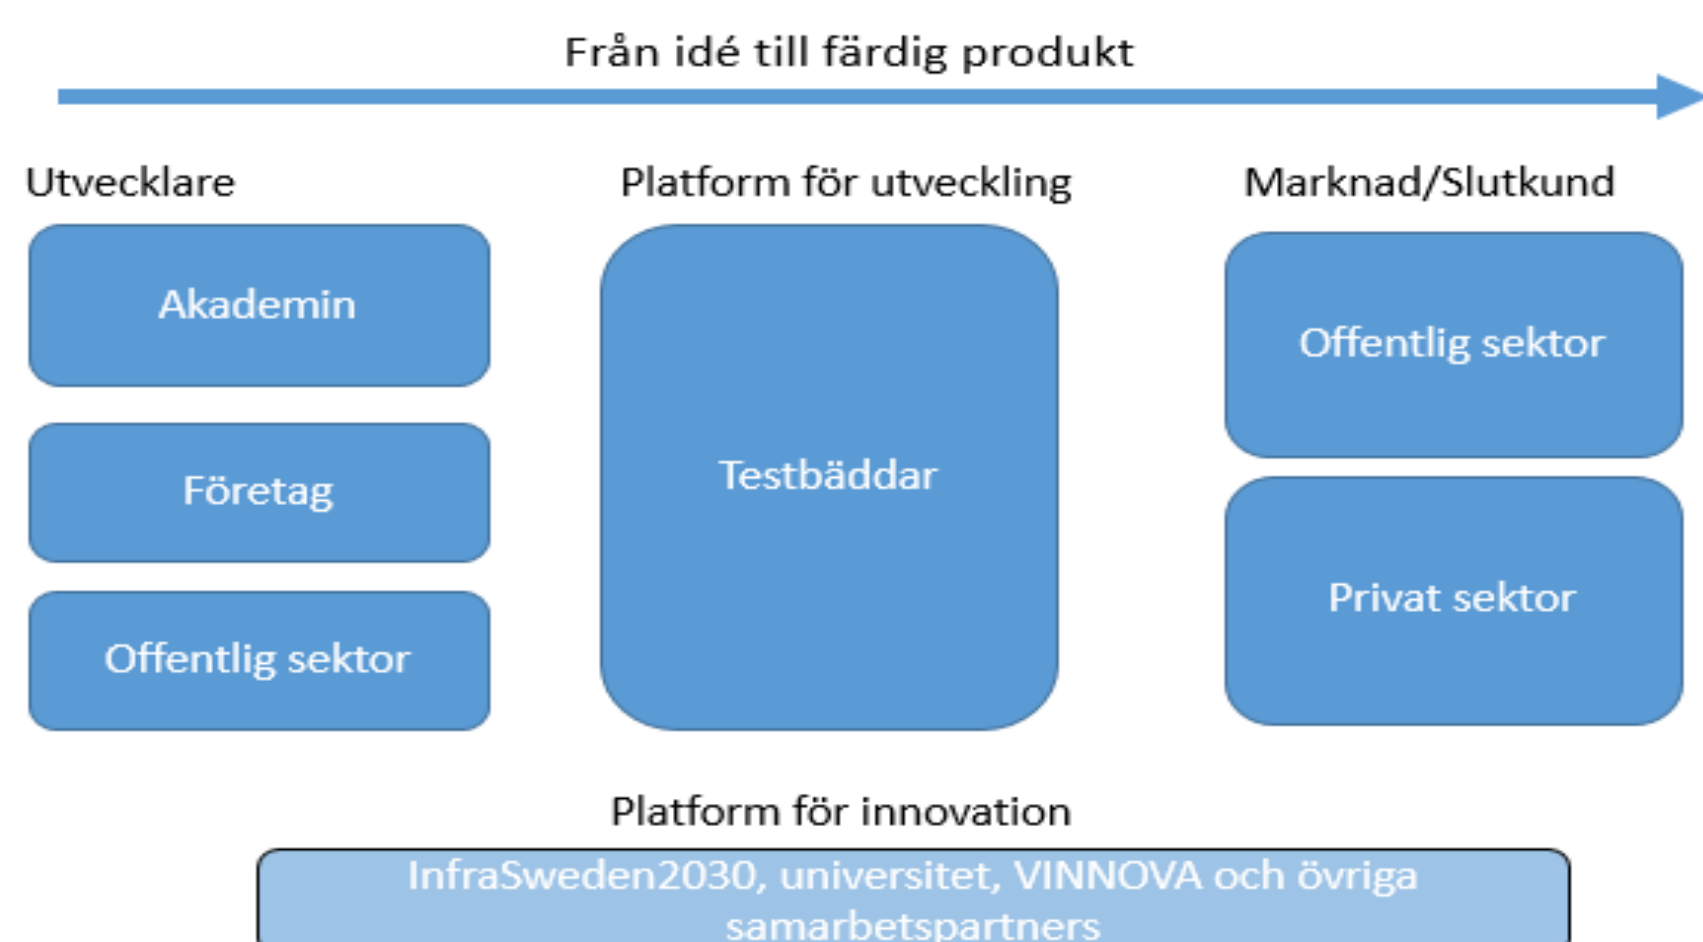 Från idé till färdig produkt
Utvecklare
Platform för utveckling
Marknad/Slutkund
Akademin
Företag
Offentlig sektor
Testbäddar
Offentlig sektor
Privat sektor
Platform för innovation
InfraSweden2030, universitet, VINNOVA och övriga
samarbetspartners